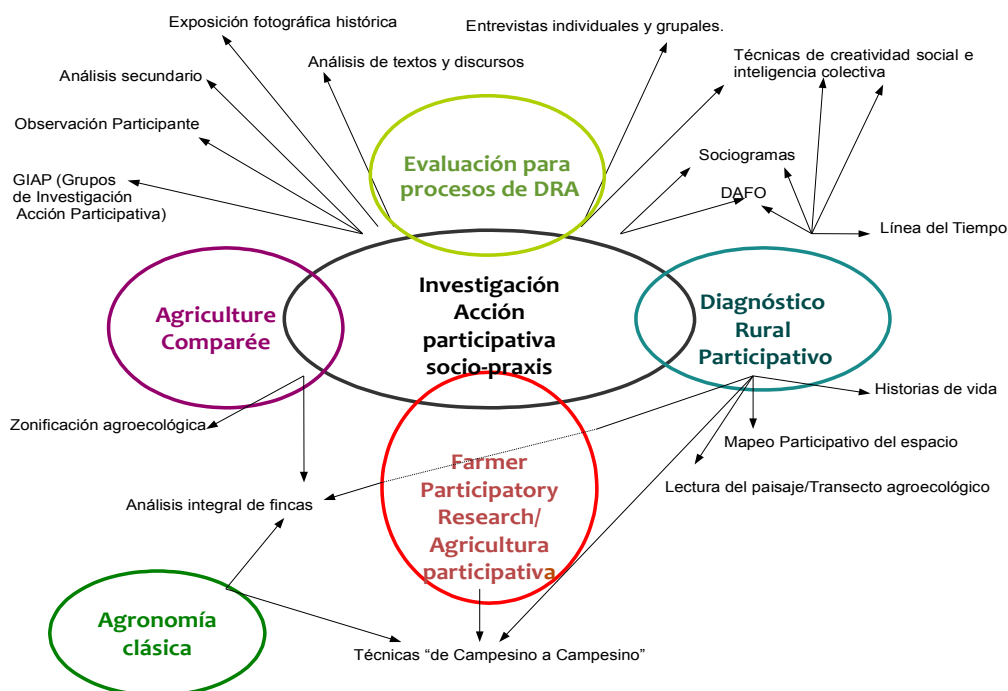 Exposición fotográfica histórica
Entrevistas individuales y grupales.
Análisis secundario
Análisis de textos y discursos
Técnicas de creatividad social e
inteligencia colectiva
Observación Participante
Evaluación para
procesos de DRA
Sociogramas
GIAP (Grupos
de Investigación
Acción Participativa)
DAFO
Línea del Tiempo
Agriculture
Comparée
Investigación
Acción
participativa
socio-praxis
Diagnóstico
Rural
Participativo
Historias de vida
Zonificación agroecológica
Mapeo Participativo del espacio
Farmer
Participatory
Research/
Agricultura
participativa
Lectura del paisaje/Transecto agroecológico
Análisis integral de fincas
Agronomía
clásica
Técnicas “de Campesino a Campesino”